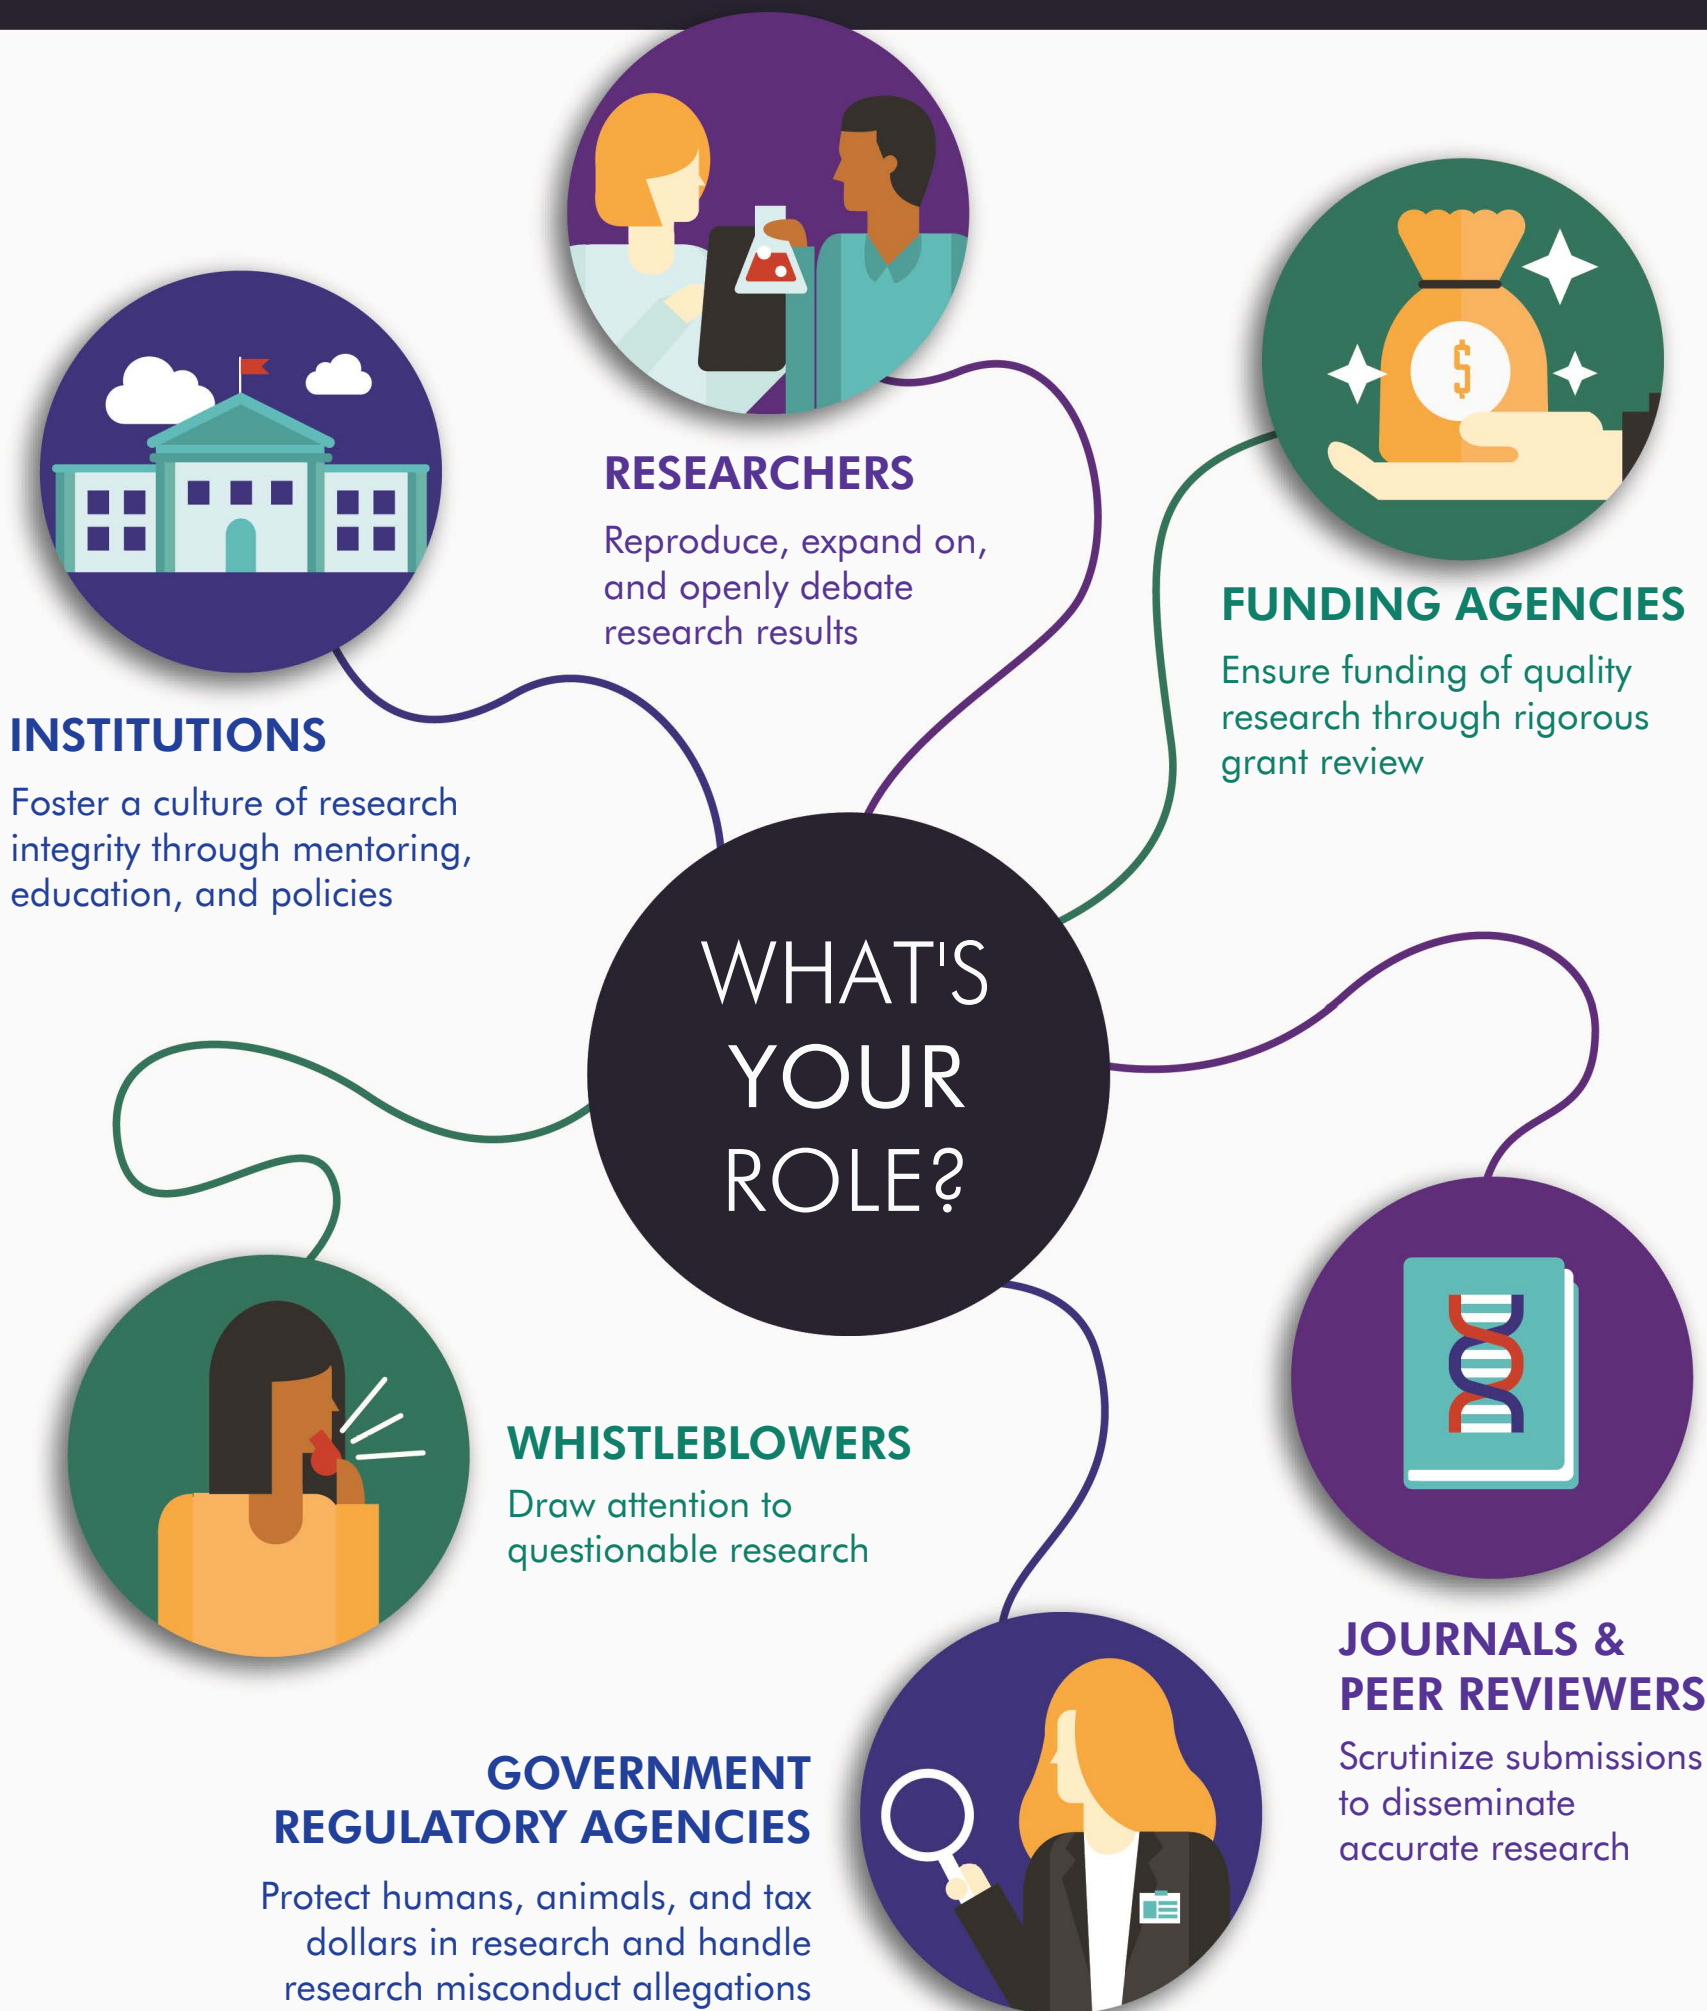 RESEARCHERS
Reproduce, expand on,
and openly debate
research results
FUNDING AGENCIES
Ensure funding of quality
research through rigorous
grant review
INSTITUTIONS
Foster a culture of research
integrity through mentoring,
education, and policies
WHAT'S
YOUR
ROLE?
WHISTLEBLOWERS
Draw attention to
questionable research
JOURNALS &
PEER REVIEWERS
Scrutinize submissions
to disseminate
accurate research
GOVERNMENT
REGULATORY AGENCIES
Protect humans, animals, and tax
dollars in research and handle
research misconduct allegations
$